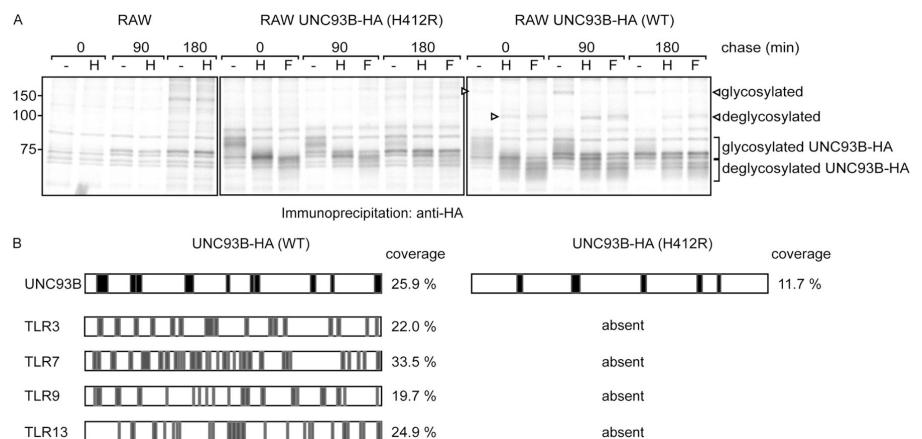 A
RAW
RAW UNC93B-HA (H412R)
RAW UNC93B-HA (WT)
0 90 180 0 90 180 0 90 180 chase (min)
- H - H - H - H F - H F - H F - H F - H F - H F
150
100
75
glycosylated
deglycosylated
glycosylated UNC93B-HA
deglycosylated UNC93B-HA
Immunoprecipitation: anti-HA
B
UNC93B-HA (WT)
UNC93B-HA (H412R)
coverage
coverage
UNC93B 25.9 % 11.7 %
TLR3 22.0 % absent
TLR7 33.5 % absent
TLR9 19.7 % absent
TLR13 24.9 % absent